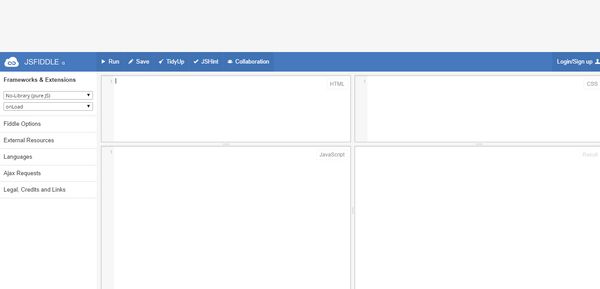 JSFIDDLE α
Run
Save
TidyUp
JSHint
Collaboration
Login/Sign up
Frameworks & Extensions
No-Library (pure JS)
onLoad
Fiddle Options
External Resources
Languages
Ajax Requests
Legal, Credits and Links
1
HTML
1
CSS
1
JavaScript
Result